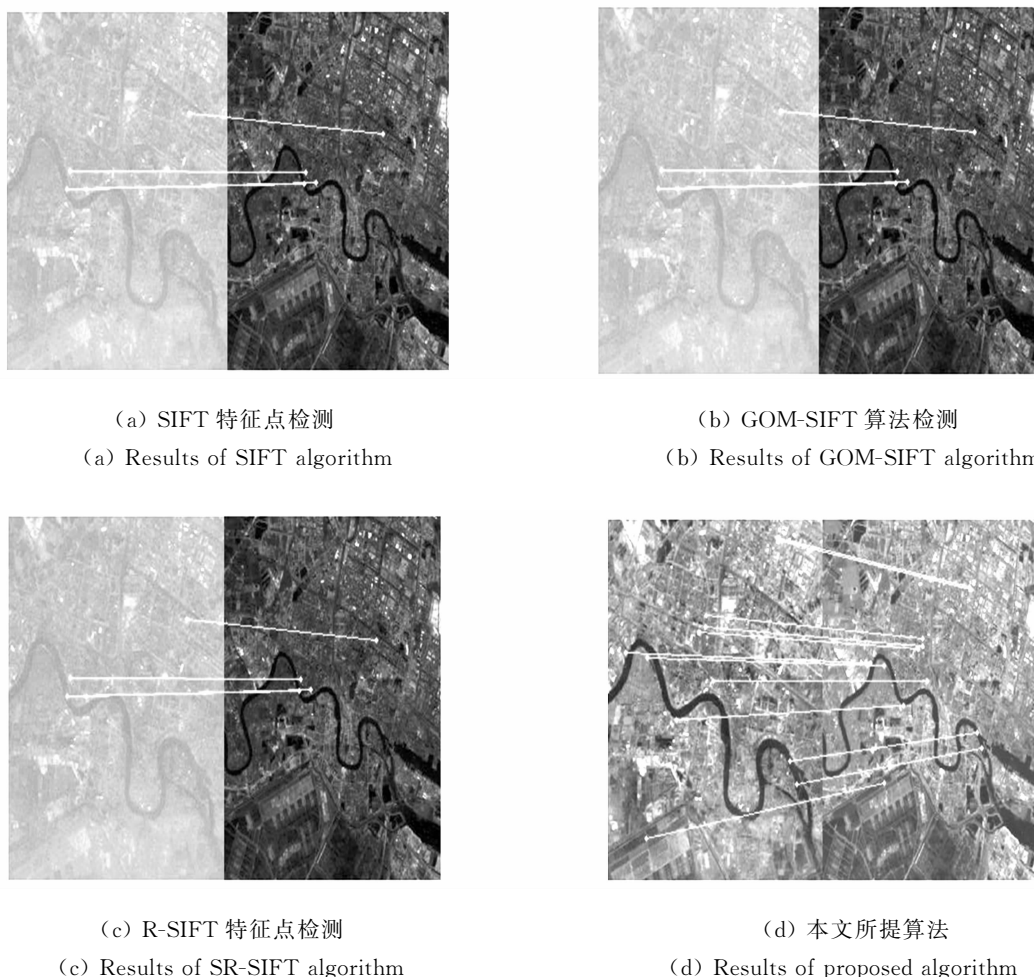 (a) SIFT 特征点检测
(a) Results of SIFT algorithm
(b) GOM-SIFT 算法检测
(b) Results of GOM-SIFT algorithm
(c) R-SIFT 特征点检测
(c) Results of SR-SIFT algorithm
(d) 本文所提算法
(d) Results of proposed algorithm